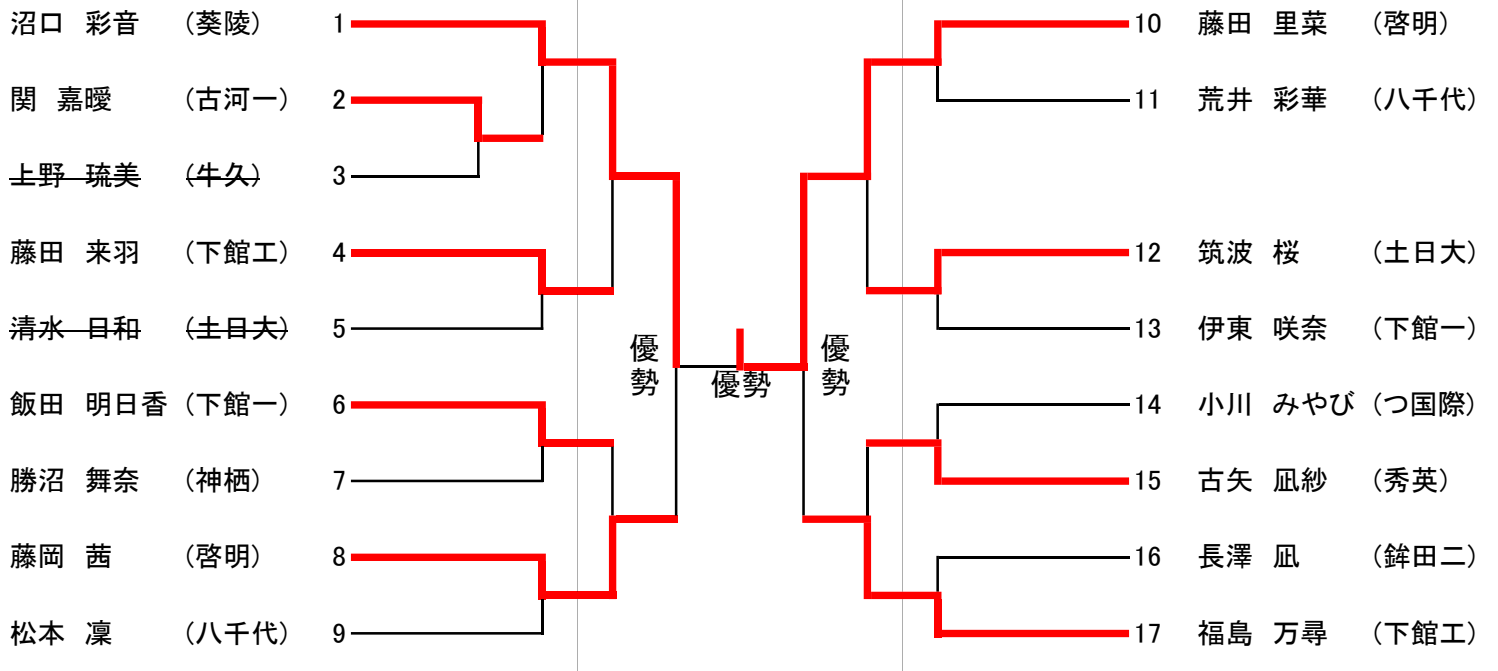 沼口 彩音 (葵陵) 1
関 嘉曖 (古河一) 2
上野 琉美 (牛久) 3
藤田 来羽 (下館工) 4
清水 日和 (土日大) 5
飯田 明日香 (下館一) 6
勝沼 舞奈 (神栖) 7
藤岡 茜 (啓明) 8
松本 凜 (八千代) 9
優勢
優勢
優勢
10 藤田 里菜 (啓明)
11 荒井 彩華 (八千代)
12 筑波 桜 (土日大)
13 伊東 咲奈 (下館一)
14 小川 みやび (つ国際)
15 古矢 凪紗 (秀英)
16 長澤 凪 (鉾田二)
17 福島 万尋 (下館工)